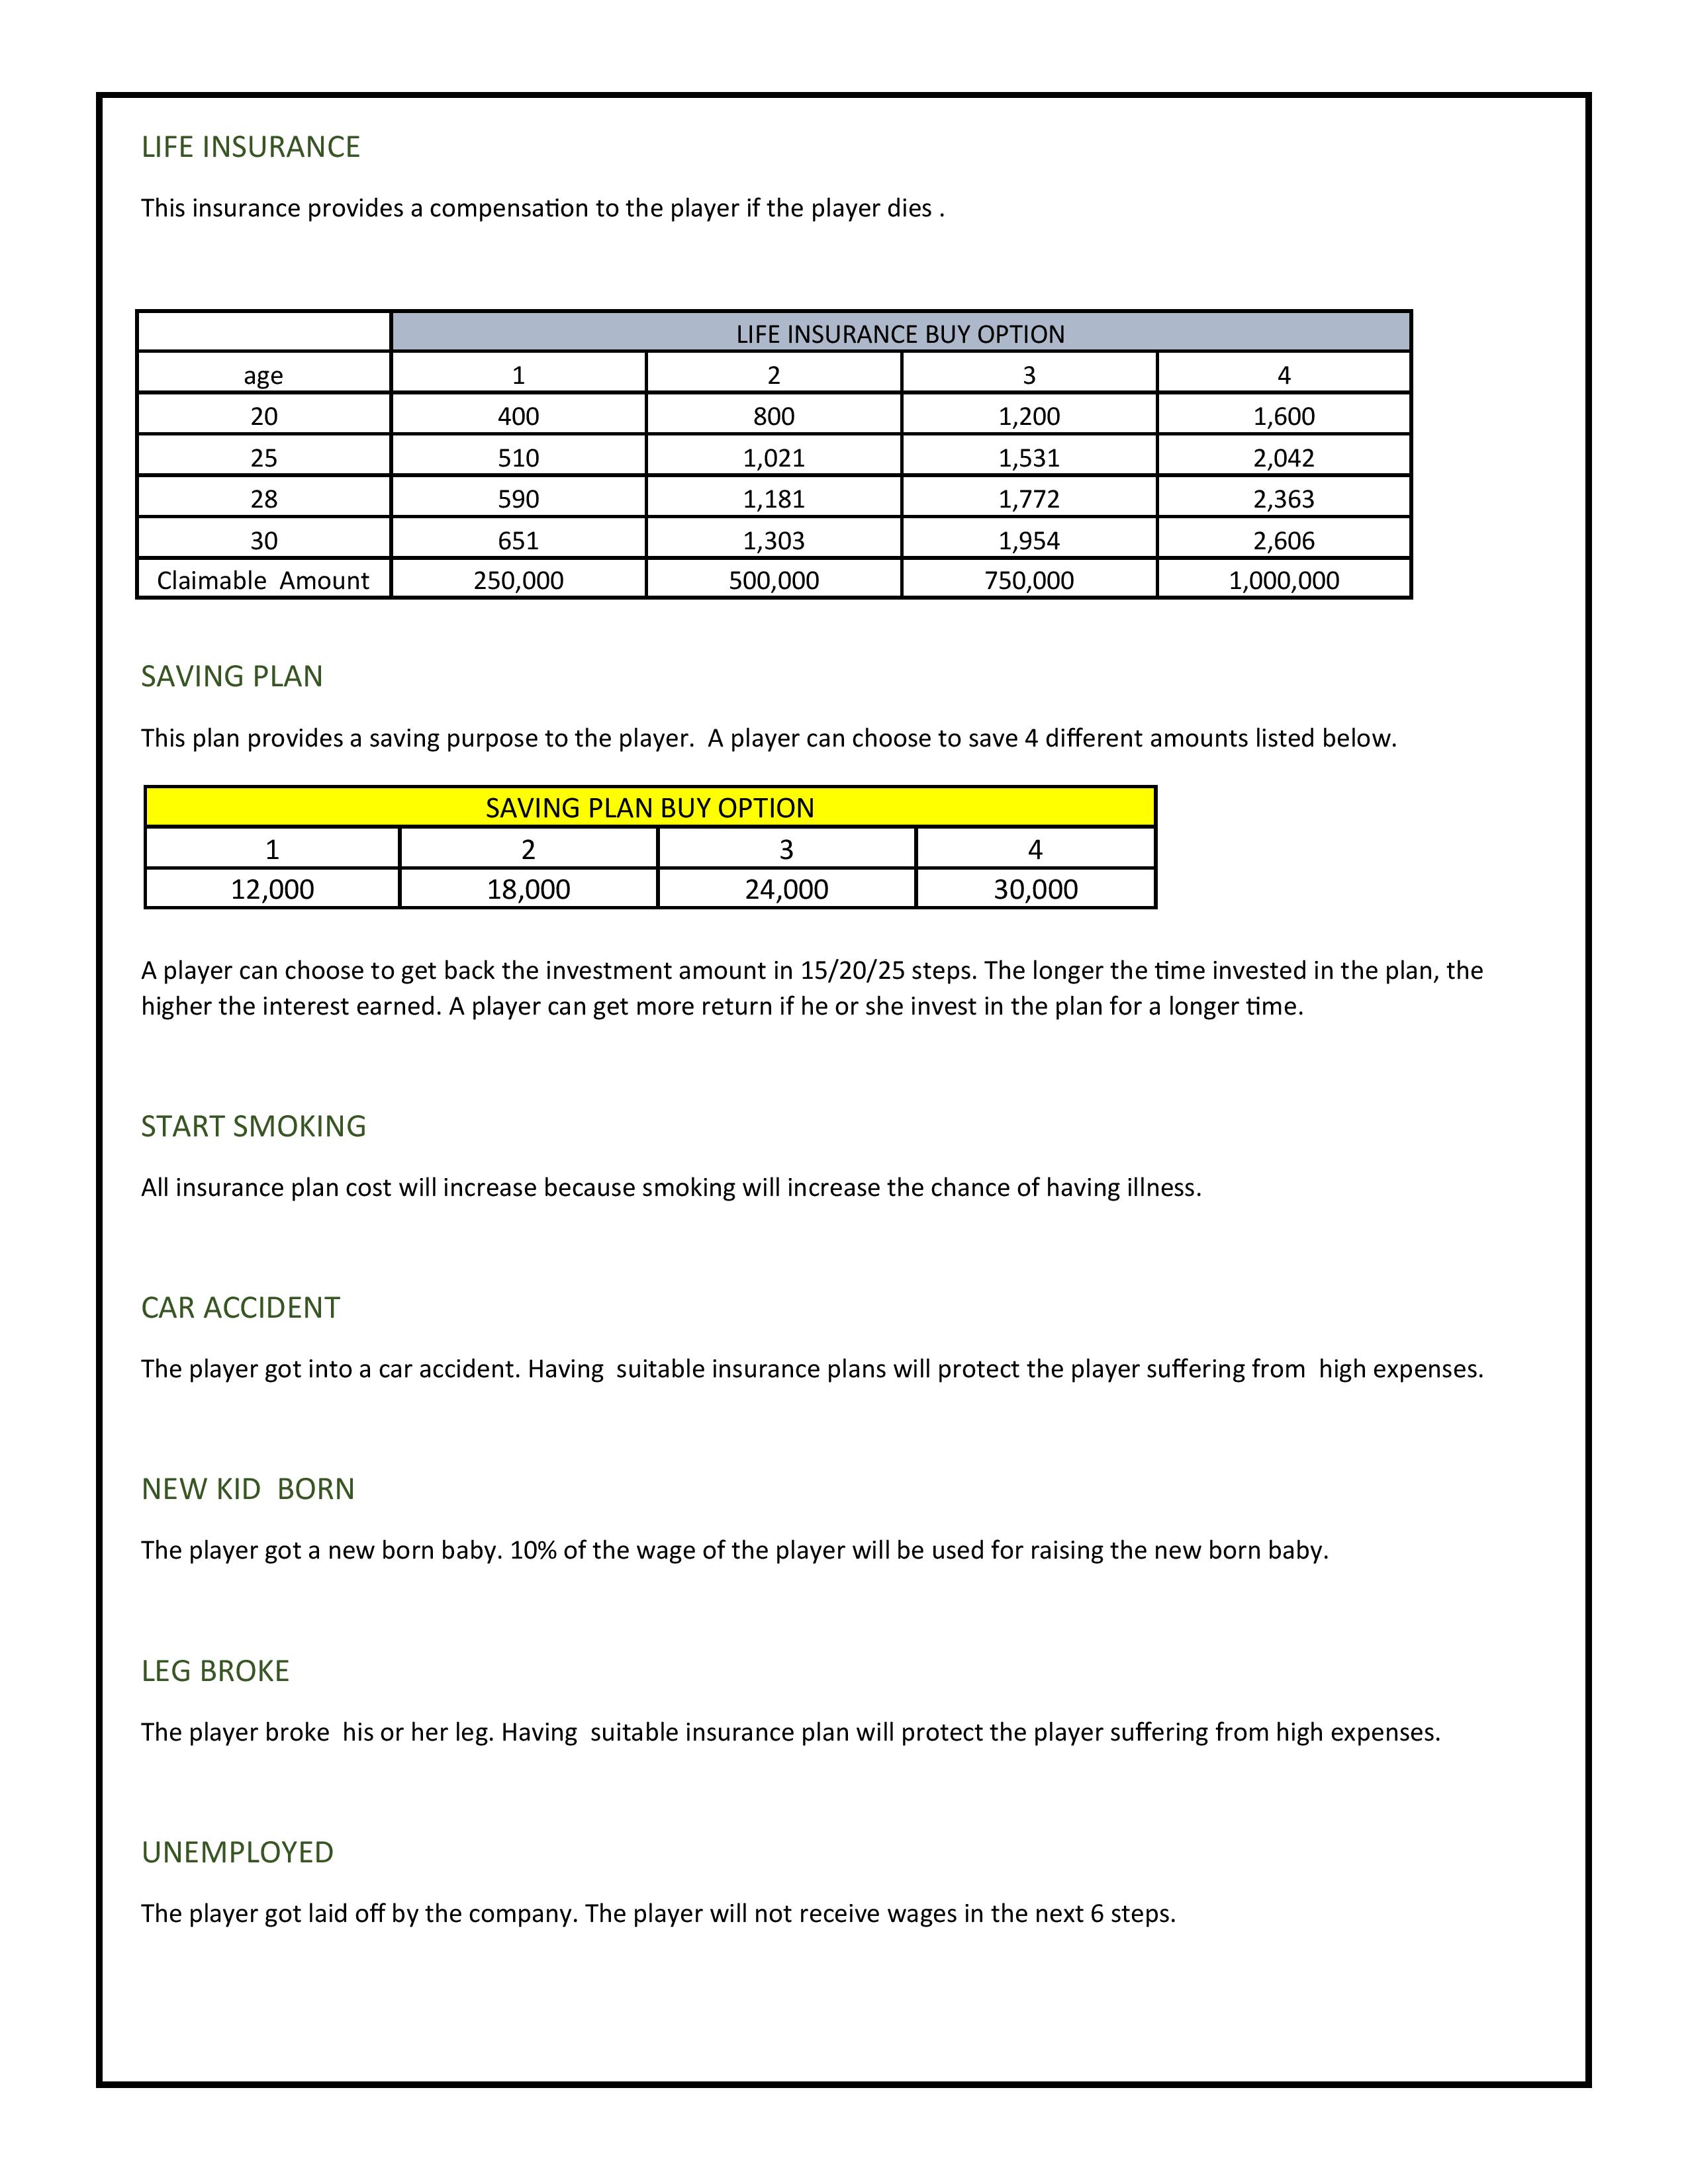 LIFE INSURANCE
This insurance provides a compensation to the player if the player dies .
LIFE INSURANCE BUY OPTION
age 1 2 3 4
20 400 800 1,200 1,600
25 510 1,021 1,531 2,042
28 590 1,181 1,772 2,363
30 651 1,303 1,954 2,606
Claimable  Amount 250,000 500,000 750,000 1,000,000
SAVING PLAN
This plan provides a saving purpose to the player.  A player can choose to save 4 different amounts listed below.
SAVING PLAN BUY OPTION
1 2 3 4
12,000 18,000 24,000 30,000
A player can choose to get back the investment amount in 15/20/25 steps. The longer the time invested in the plan, the
higher the interest earned. A player can get more return if he or she invest in the plan for a longer time.
START SMOKING
All insurance plan cost will increase because smoking will increase the chance of having illness.
CAR ACCIDENT
The player got into a car accident. Having  suitable insurance plans will protect the player suffering from  high expenses.
NEW KID  BORN
The player got a new born baby. 10% of the wage of the player will be used for raising the new born baby.
LEG BROKE
The player broke  his or her leg. Having  suitable insurance plan will protect the player suffering from high expenses.
UNEMPLOYED
The player got laid off by the company. The player will not receive wages in the next 6 steps.